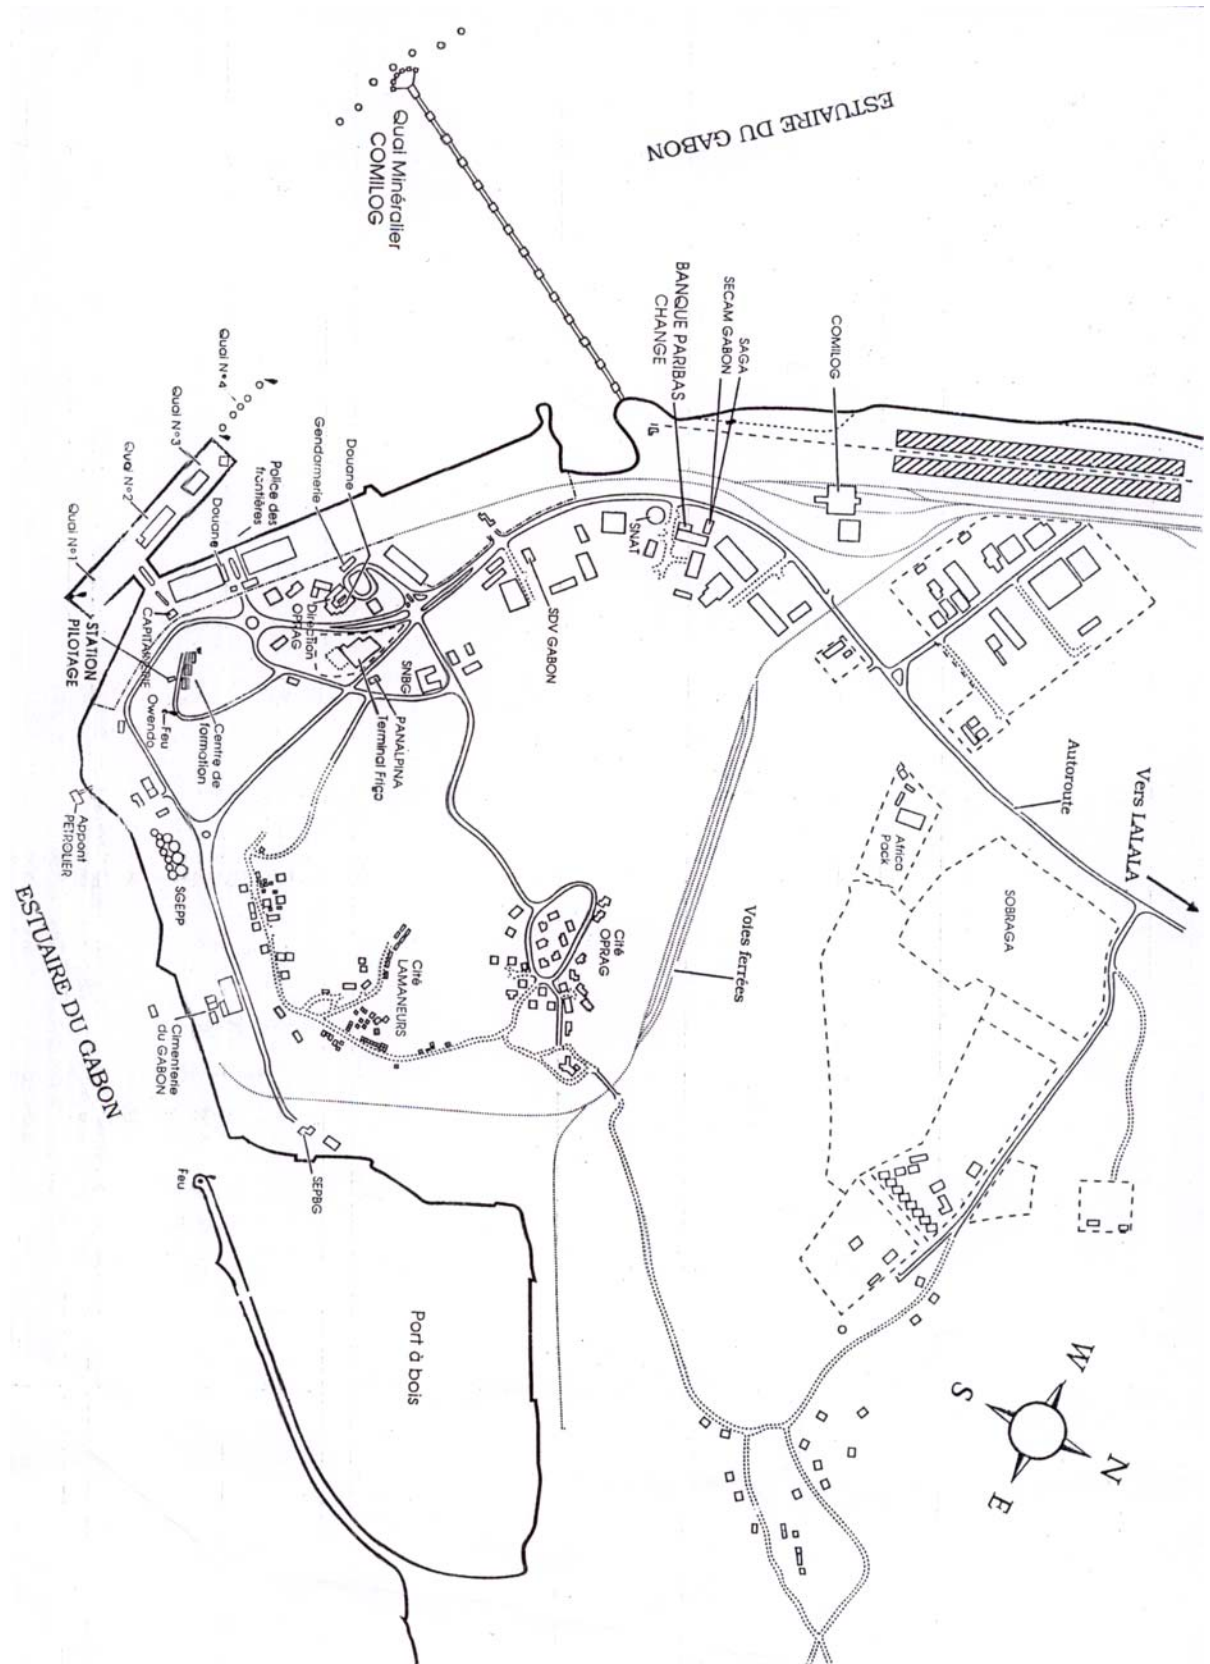 ESTUAIRE DU GABON
Quai Minéralier
COMILOG
COMILOG
SAGA
SECAM GABON
BANQUE PARIBAS
CHANGE
SNAT
SDV GABON
Quai N°4
Quai N°3
Quai N°2
Quai N°1
Police des
frontières
Douane
Gendarmerie
Douane
Direction
OPRAG
SNBG
PANALPINA
Terminal Frigo
CAPITAINERIE
STATION
PILOTAGE
Centre de
formation
Feu
Owendo
Appont
PETROLIER
SGEPP
ESTUAIRE DU GABON
Cimenterie
du GABON
SEPBG
Feu
Port à bois
Cité
LAMANEURS
Cité
OPRAG
Voies ferrées
Autoroute
Vers LALALA
Africa
Pack
SOBRAGA
W
S
N
E